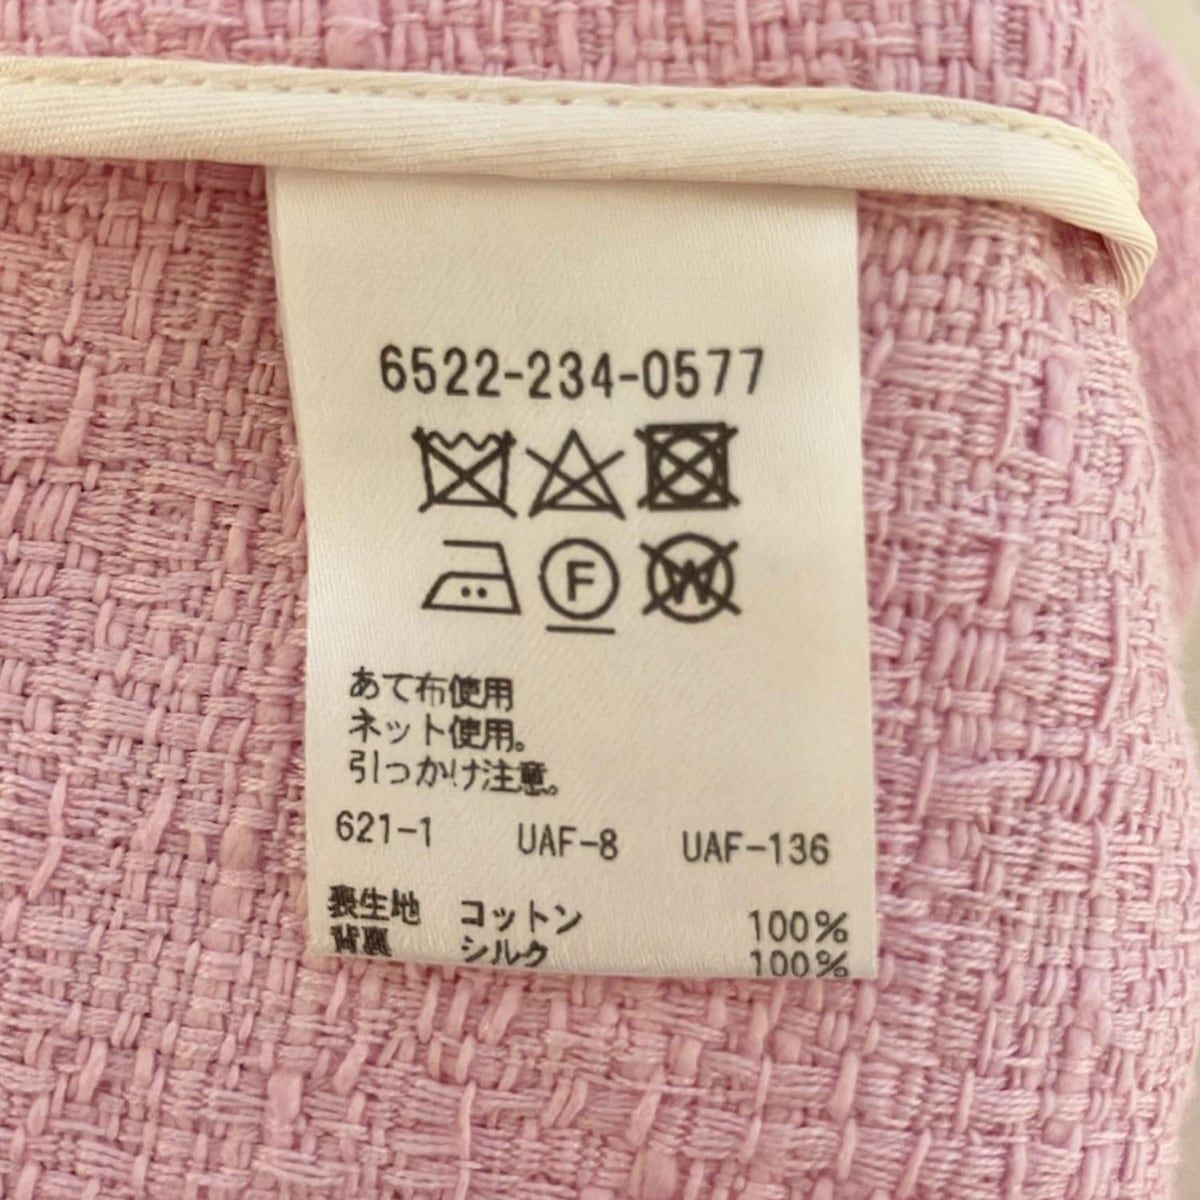 6522-234-0577
F W
あて布使用
ネット使用。
引っかけ注意。
621-1 UAF-8 UAF-136
表生地 コットン 100%
背裏 シルク 100%